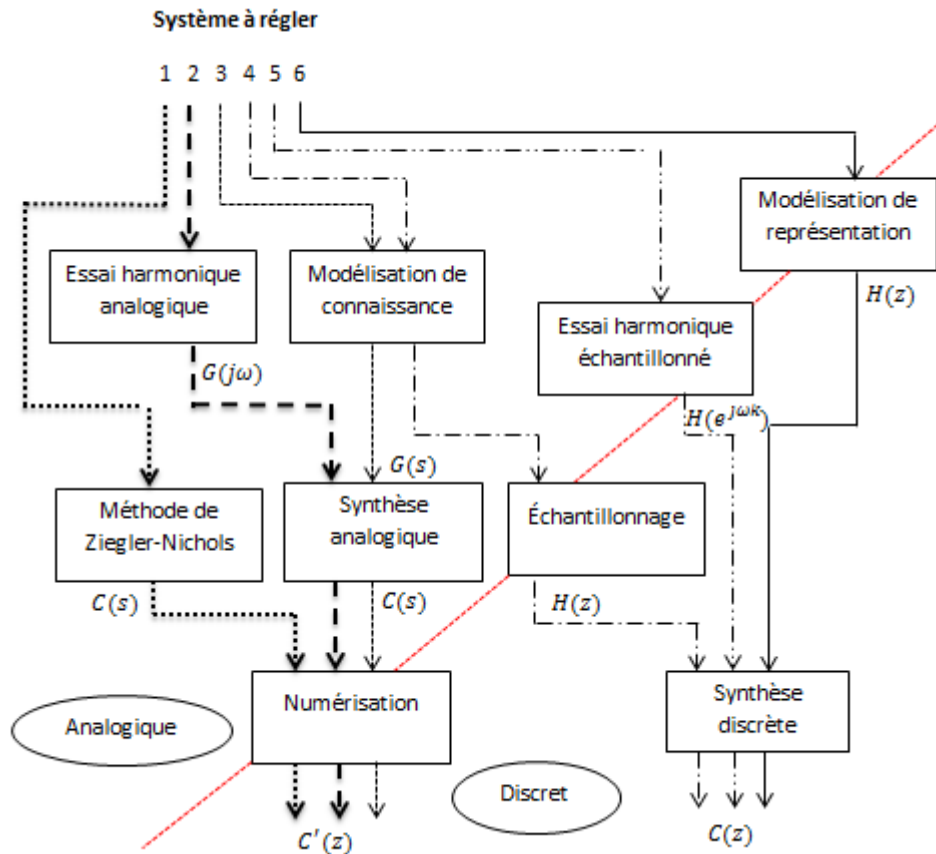 Système à régler
1 2 3 4 5 6
Modélisation de
représentation
Essai harmonique
analogique
Modélisation de
connaissance
H(z)
Essai harmonique
échantillonné
G(jω)
H(e^{jωk})
G(s)
Méthode de
Ziegler-Nichols
Synthèse
analogique
Échantillonnage
C(s)
C(s)
H(z)
Numérisation
Synthèse
discrète
Analogique
Discret
C'(z)
C(z)